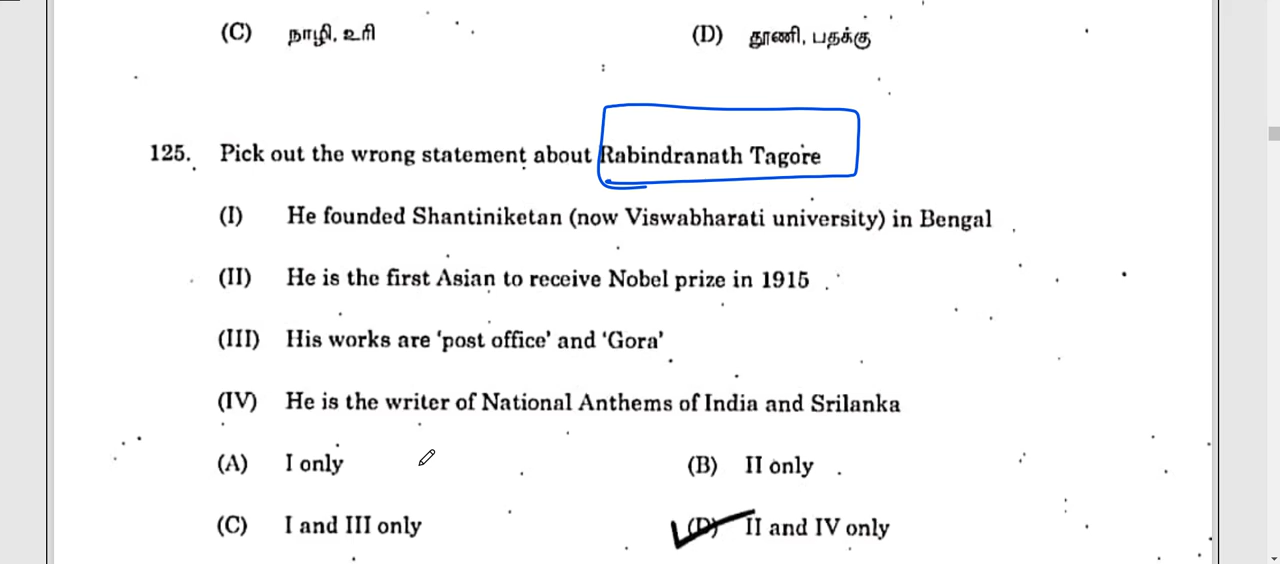 (C) நாழி, உரி (D) தூணி, பதக்கு
125. Pick out the wrong statement about Rabindranath Tagore
(I) He founded Shantiniketan (now Viswabharati university) in Bengal
(II) He is the first Asian to receive Nobel prize in 1915
(III) His works are ‘post office’ and ‘Gora’
(IV) He is the writer of National Anthems of India and Srilanka
(A) I only (B) II only
(C) I and III only (D) II and IV only